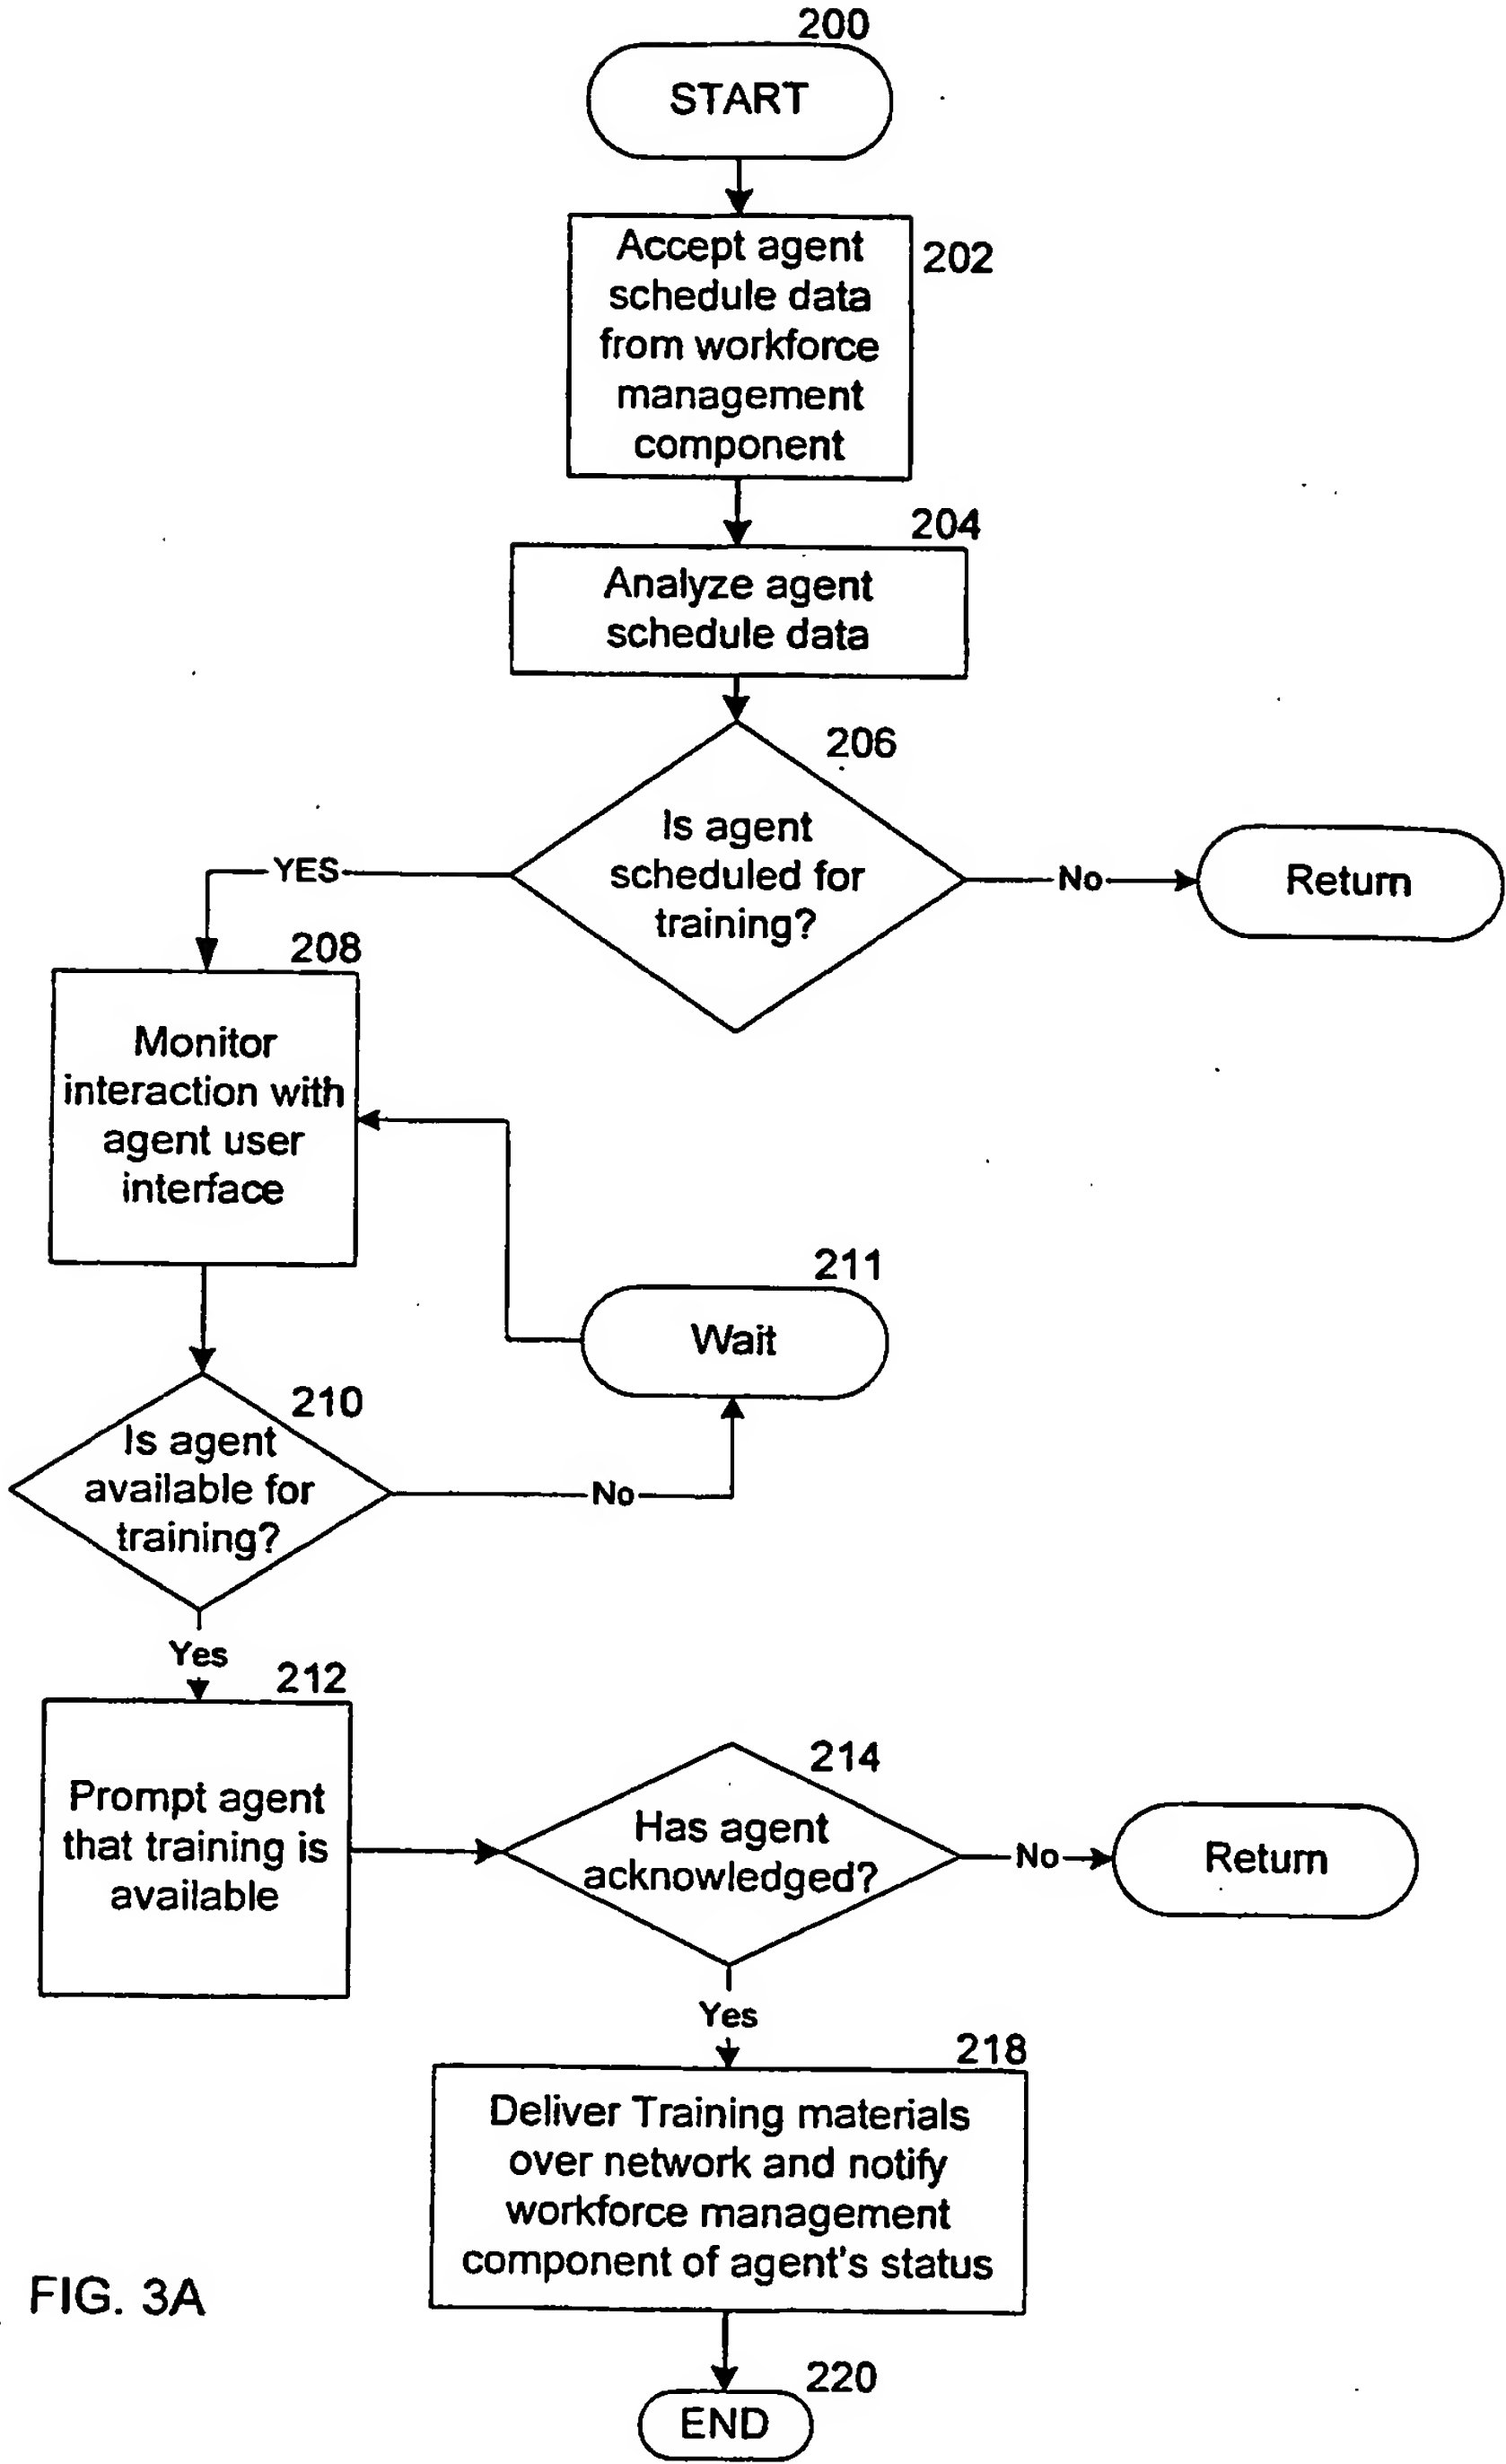 200
START
Accept agent
schedule data
from workforce
management
component
202
204
Analyze agent
schedule data
206
Is agent
scheduled for
training?
YES
No
Return
208
Monitor
interaction with
agent user
interface
211
Wait
210
Is agent
available for
training?
No
Yes
212
Prompt agent
that training is
available
214
Has agent
acknowledged?
No
Return
Yes
218
Deliver Training materials
over network and notify
workforce management
component of agent's status
FIG. 3A
220
END